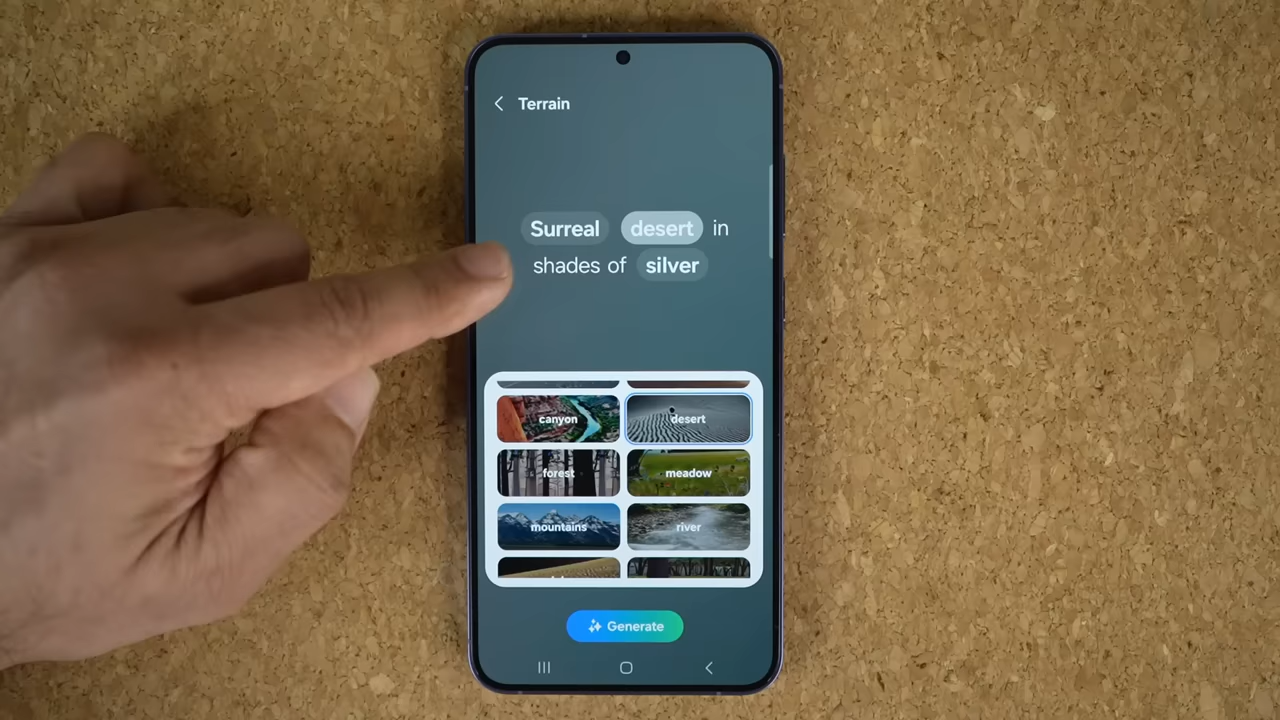 Terrain
Surreal desert in
shades of silver
canyon
desert
forest
meadow
mountains
river
Generate